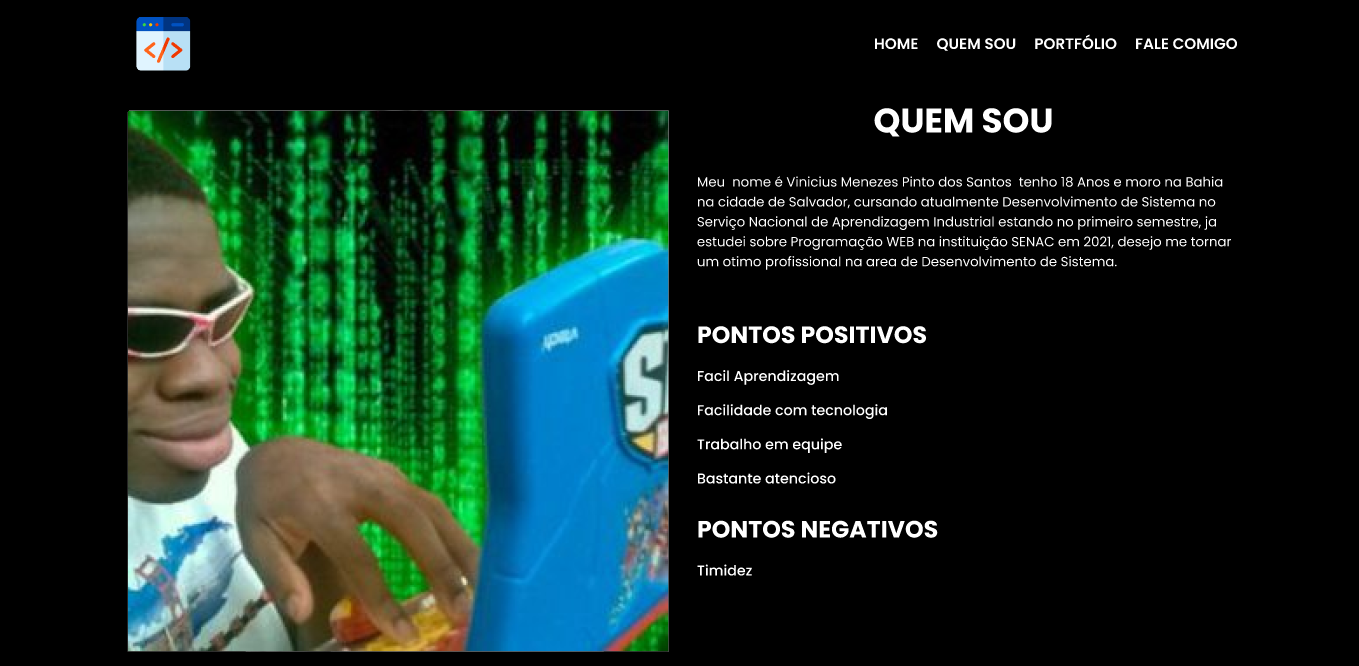 HOME QUEM SOU PORTFÓLIO FALE COMIGO
QUEM SOU
Meu nome é Vinicius Menezes Pinto dos Santos tenho 18 Anos e moro na Bahia
na cidade de Salvador, cursando atualmente Desenvolvimento de Sistema no
Serviço Nacional de Aprendizagem Industrial estando no primeiro semestre, ja
estudei sobre Programação WEB na instituição SENAC em 2021, desejo me tornar
um otimo profissional na area de Desenvolvimento de Sistema.
PONTOS POSITIVOS
Facil Aprendizagem
Facilidade com tecnologia
Trabalho em equipe
Bastante atencioso
PONTOS NEGATIVOS
Timidez